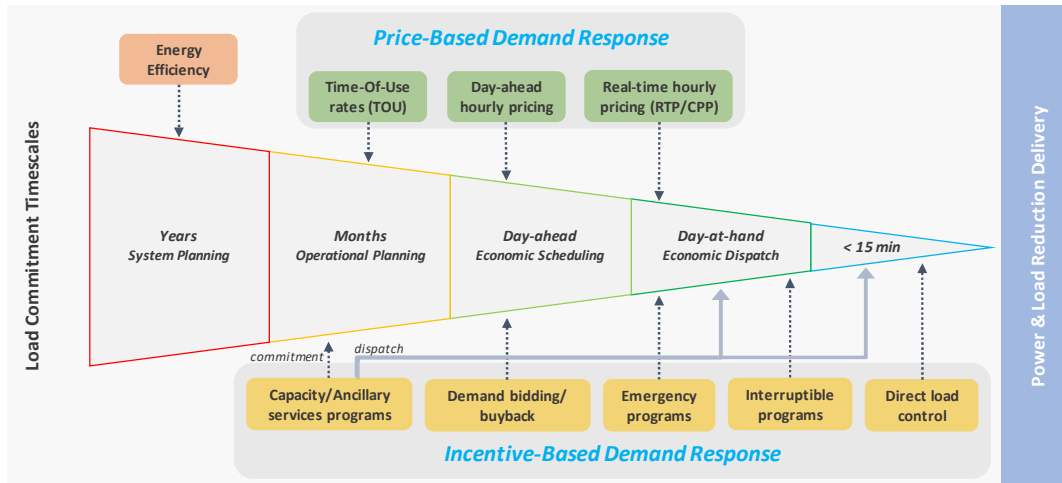 Load Commitment Timescales
Price-Based Demand Response
Energy
Efficiency
Time-Of-Use
rates (TOU)
Day-ahead
hourly pricing
Real-time hourly
pricing (RTP/CPP)
Years
System Planning
Months
Operational Planning
Day-ahead
Economic Scheduling
Day-at-hand
Economic Dispatch
< 15 min
commitment
dispatch
Capacity/Ancillary
services programs
Demand bidding/
buyback
Emergency
programs
Interruptible
programs
Direct load
control
Incentive-Based Demand Response
Power & Load Reduction Delivery